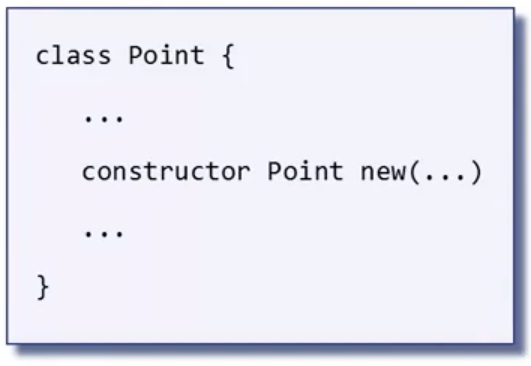 class Point {
...
constructor Point new(...)
...
}